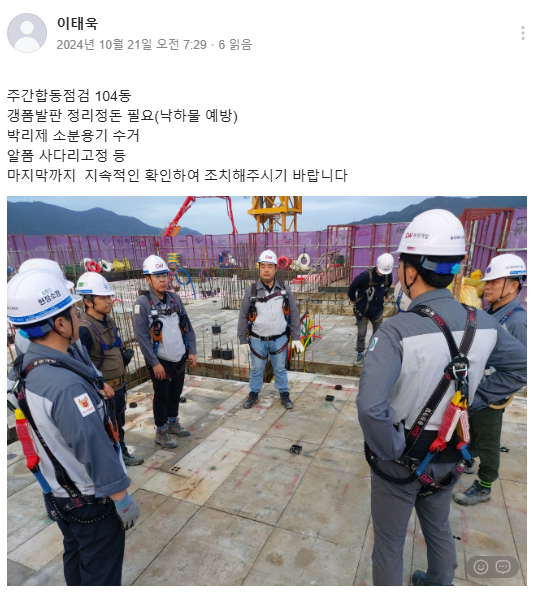 이태욱
2024년 10월 21일 오전 7:29 · 6 읽음
주간합동점검 104동
갱폼발판 정리정돈 필요(낙하물 예방)
박리제 소분용기 수거
알폼 사다리고정 등
마지막까지  지속적인 확인하여 조치해주시기 바랍니다
현장소장